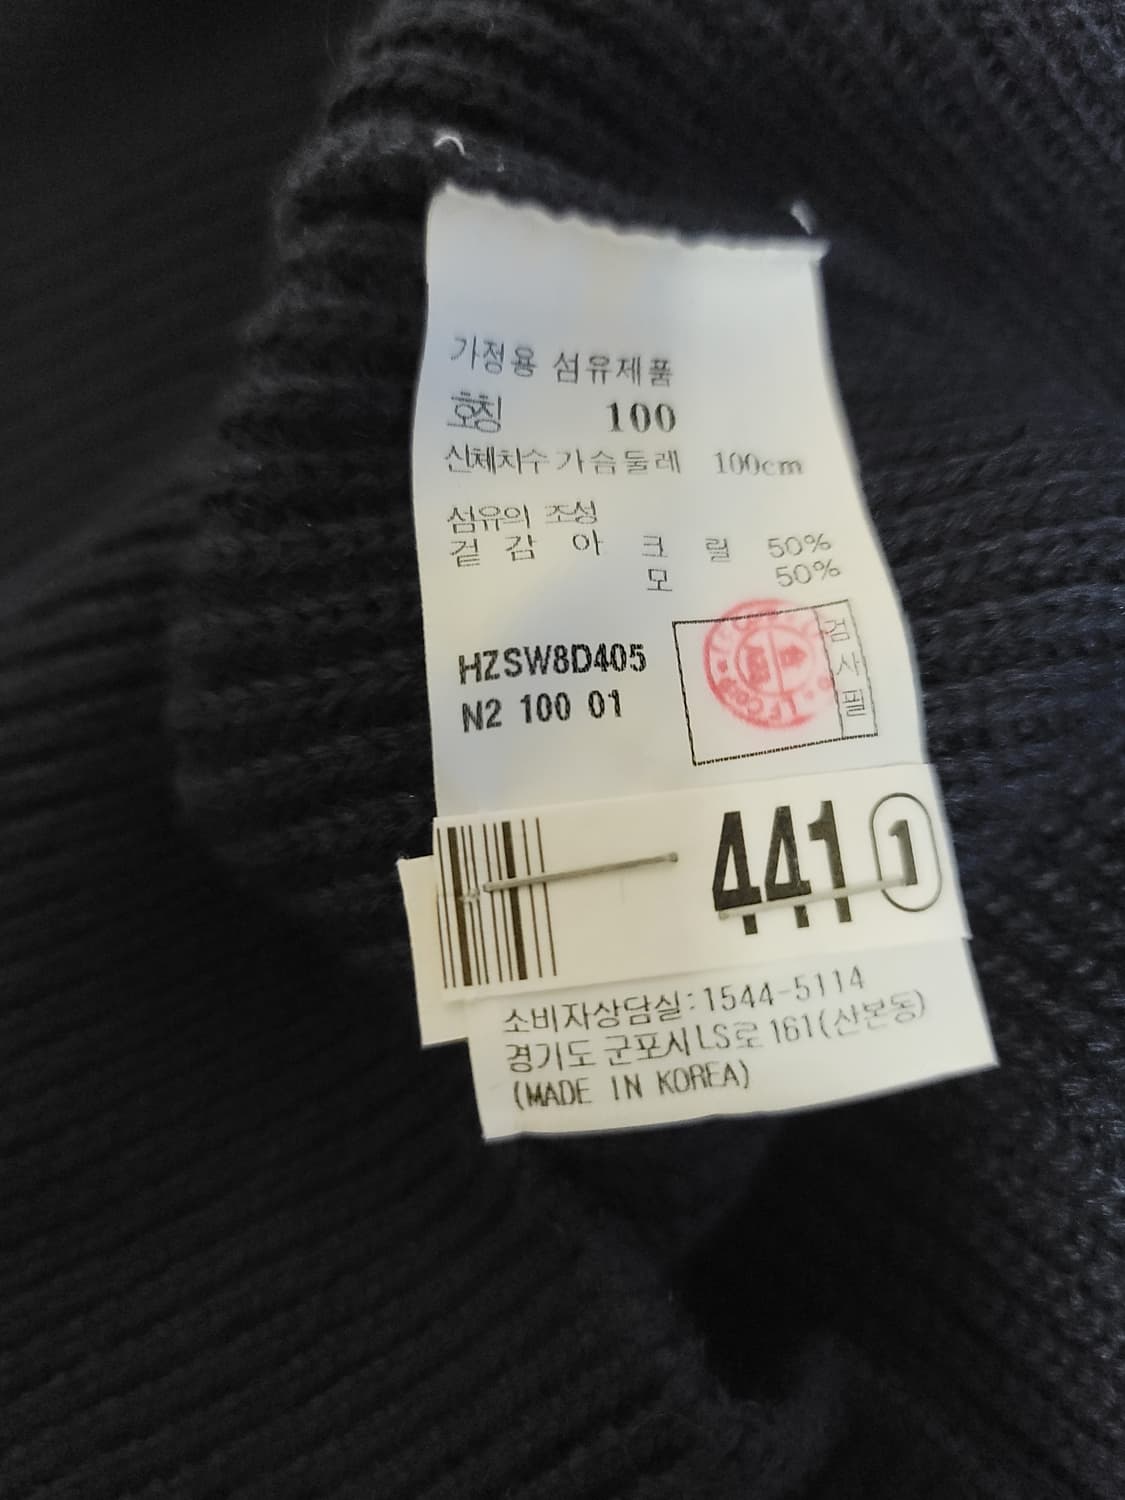 가정용 섬유제품
호칭 100
신체치수 가슴둘레 100cm
섬유의 조성
겉감 아크릴 50%
모 50%
HZSW8D405
N2 100 01
검사필
441 1
소비자상담실:1544-5114
경기도 군포시 LS로 161(산본동)
(MADE IN KOREA)